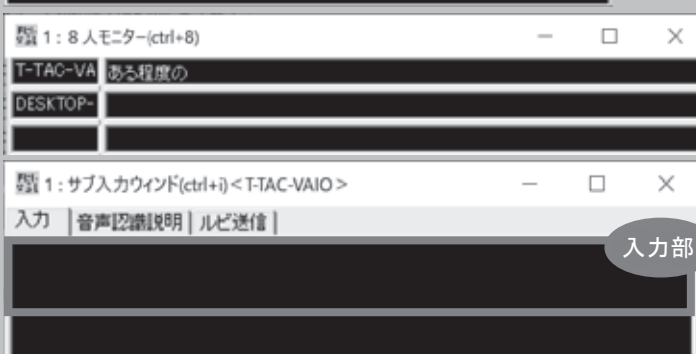 1:8人モニター(ctrl+8)
T-TAC-VA ある程度の
DESKTOP-
1:サブ入力ウィンド(ctrl+i)<T-TAC-VAIO>
入力 音声認識説明 ルビ送信
入力部